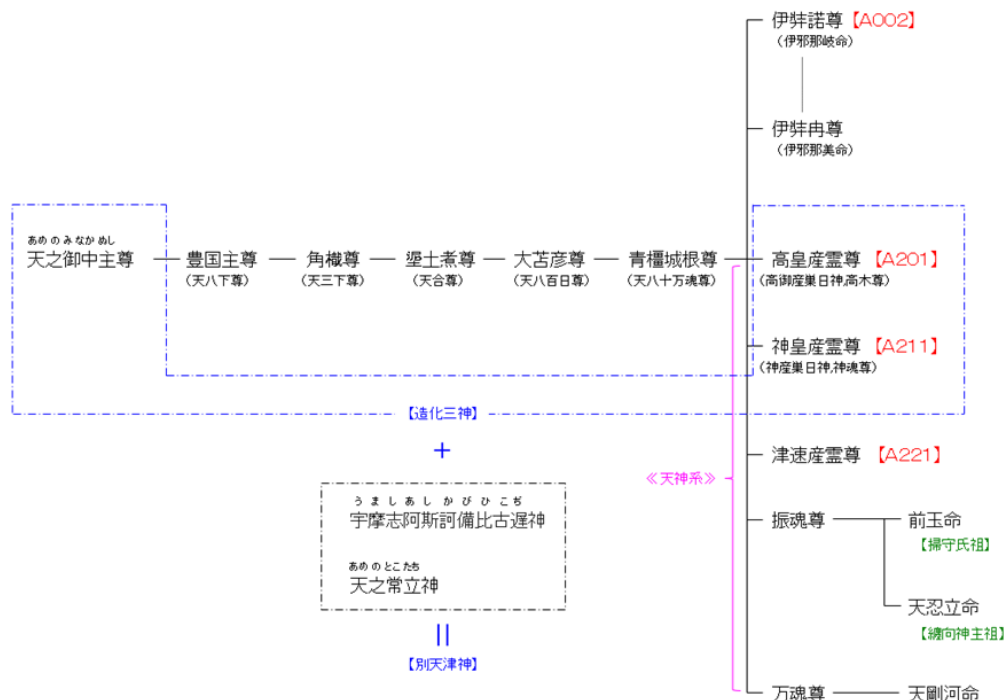 伊弉諾尊【A002】
(伊邪那岐命)
伊弉冉尊
(伊邪那美命)
あめのみなかぬし
天之御中主尊
豊国主尊
(天八下尊)
角樴尊
(天三下尊)
埿土煮尊
(天合尊)
大苫彦尊
(天八百日尊)
青橿城根尊
(天八十万魂尊)
高皇産霊尊【A201】
(高御産巣日神,高木尊)
神皇産霊尊【A211】
(神産巣日神,神魂尊)
【造化三神】
+
津速産霊尊【A221】
≪天神系≫
うましあしかびひこぢ
宇摩志阿斯訶備比古遅神
あめのとこたち
天之常立神
振魂尊
前玉命
【掃守氏祖】
天忍立命
【纏向神主祖】
||
【別天津神】
万魂尊
天剛河命